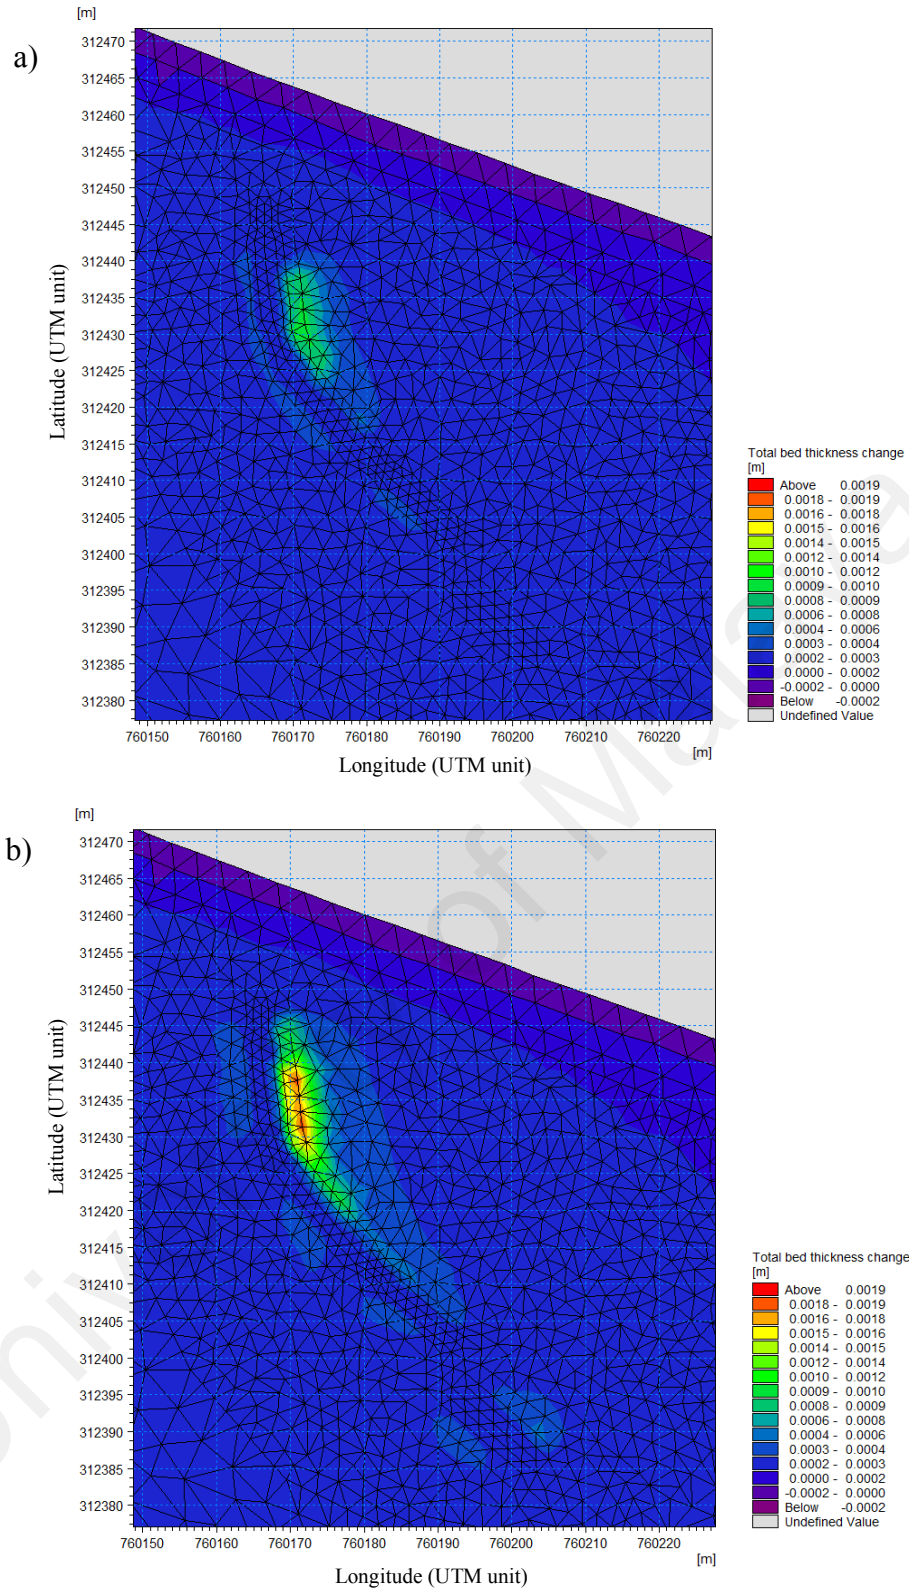 [m]
a)
312470
312465
312460
312455
312450
312445
312440
312435
312430
312425
312420
312415
312410
312405
312400
312395
312390
312385
312380
Latitude (UTM unit)
760150 760160 760170 760180 760190 760200 760210 760220
[m]
Longitude (UTM unit)
Total bed thickness change
[m]
Above 0.0019
0.0018 - 0.0019
0.0016 - 0.0018
0.0015 - 0.0016
0.0014 - 0.0015
0.0012 - 0.0014
0.0010 - 0.0012
0.0009 - 0.0010
0.0008 - 0.0009
0.0006 - 0.0008
0.0004 - 0.0006
0.0003 - 0.0004
0.0002 - 0.0003
0.0000 - 0.0002
-0.0002 - 0.0000
Below -0.0002
Undefined Value
[m]
b)
312470
312465
312460
312455
312450
312445
312440
312435
312430
312425
312420
312415
312410
312405
312400
312395
312390
312385
312380
Latitude (UTM unit)
760150 760160 760170 760180 760190 760200 760210 760220
[m]
Longitude (UTM unit)
Total bed thickness change
[m]
Above 0.0019
0.0018 - 0.0019
0.0016 - 0.0018
0.0015 - 0.0016
0.0014 - 0.0015
0.0012 - 0.0014
0.0010 - 0.0012
0.0009 - 0.0010
0.0008 - 0.0009
0.0006 - 0.0008
0.0004 - 0.0006
0.0003 - 0.0004
0.0002 - 0.0003
0.0000 - 0.0002
-0.0002 - 0.0000
Below -0.0002
Undefined Value
of